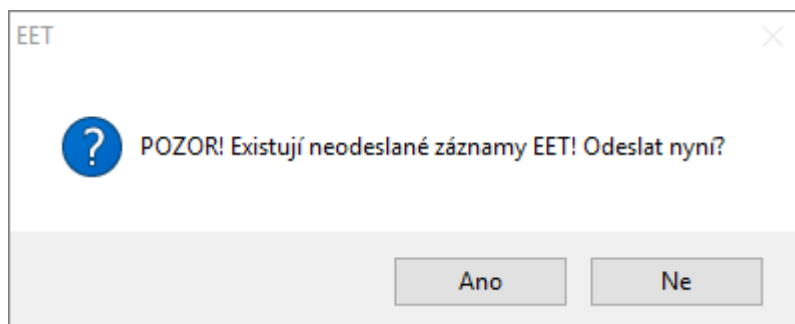 EET
POZOR! Existují neodeslané záznamy EET! Odeslat nyní?
Ano
Ne